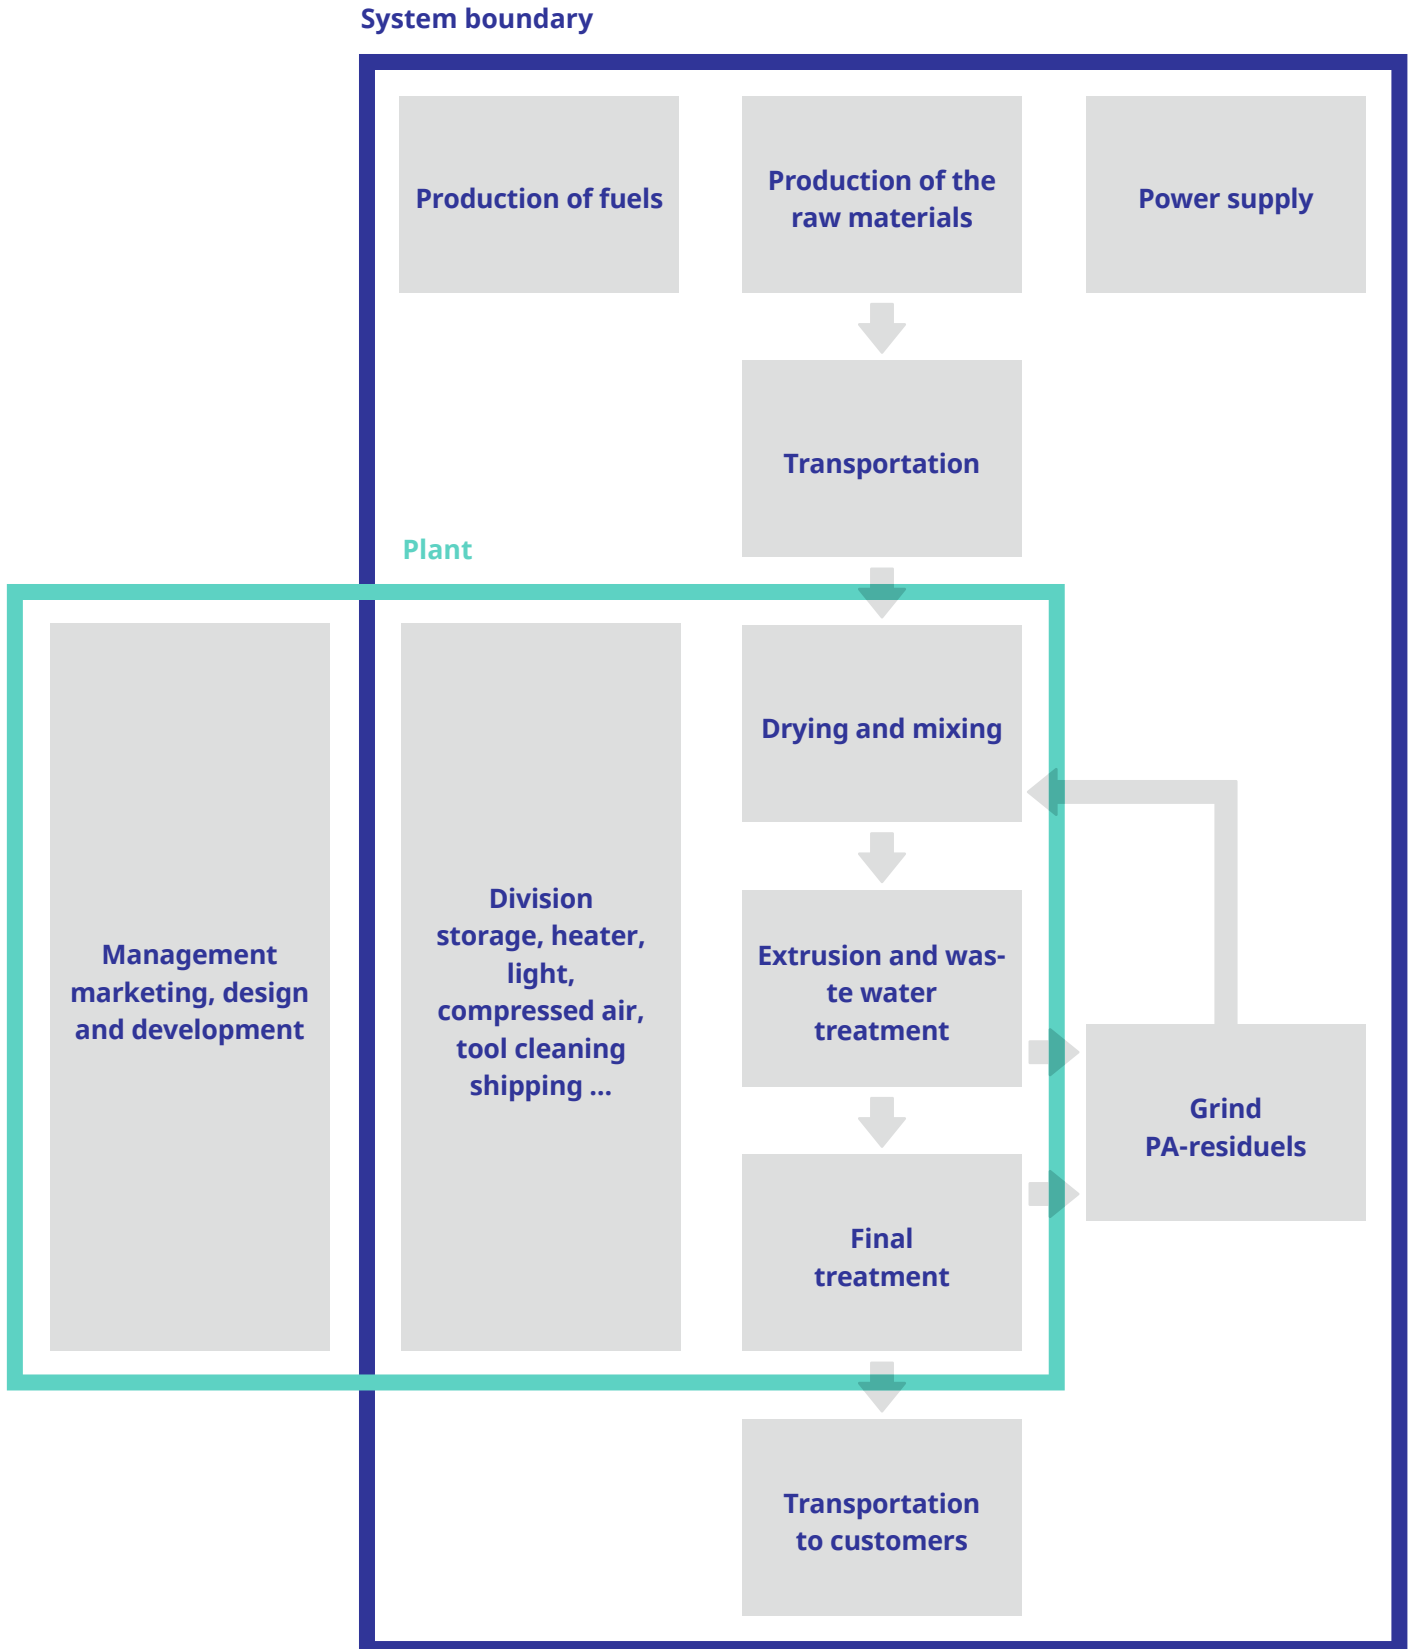 System boundary
Production of fuels
Production of the
raw materials
Power supply
Transportation
Plant
Management
marketing, design
and development
Division
storage, heater,
light,
compressed air,
tool cleaning
shipping ...
Drying and mixing
Extrusion and was-
te water
treatment
Grind
PA-residuels
Final
treatment
Transportation
to customers